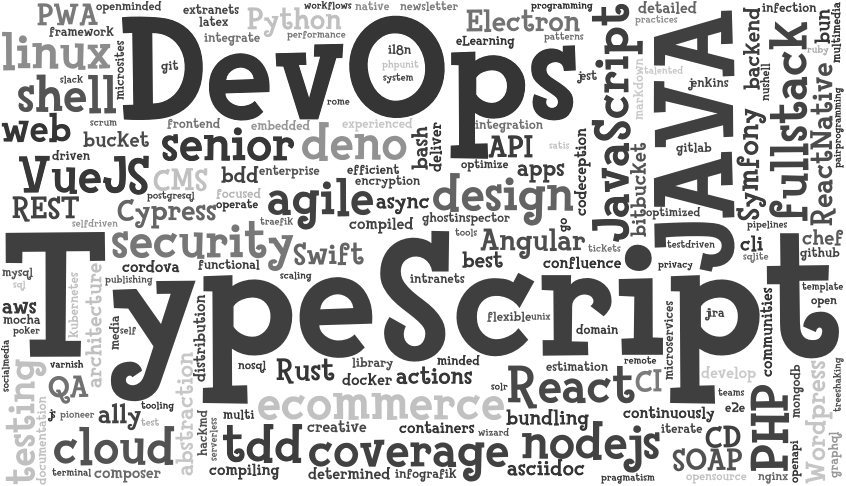 PWA
openminded
extranets
latex
workflows
native
newsletter
programming
detailed
practices
infection
framework
Python
performance
integrate
Electron
patterns
eLearning
linux
microsites
DevOps
git
il8n
phpunit
system
rome
JavaScript
markdown
talented
JAVA
backend
nushell
fullstack
ruby
bun
multimedia
slack
shell
jest
jenkins
scrum
web
bucket
frontend
embedded
experienced
integration
senior
deno
bash
deliver
API
satis
codeception
bitbucket
gitlab
Symfony
ReactNative
pairprogramming
driven
VueJS
CMS
postgresql
bdd
enterprise
efficient
encryption
optimize
apps
focused
operate
REST
Cypress
agile
async
design
optimized
selfdriven
traefik
compiled
ghostinspector
go
pipelines
security
Swift
tools
Angular
tickets
testdriven
cli
sqlite
chef
github
TypeScript
mysql
sql
kubernetes
architecture
cordova
functional
scaling
best
confluence
privacy
publishing
intranets
template
open
aws
mocha
poker
media
self
distribution
flexible
unix
domain
microservices
jira
communities
socialmedia
varnish
nosql
Rust
library
minded
estimation
remote
docker
actions
solr
React
CI
develop
teams
mongodb
Wordpress
treeshaking
testing
documentation
QA
js
pioneer
ally
tooling
test
abstraction
hackmd
serverless
multi
ecommerce
creative
containers
wizard
bundling
continuously
e2e
iterate
PHP
openapi
graphql
cloud
tdd
coverage
nodejs
CD
SOAP
terminal
composer
compiling
determined
infografik
asciidoc
pragmatism
opensource
nginx